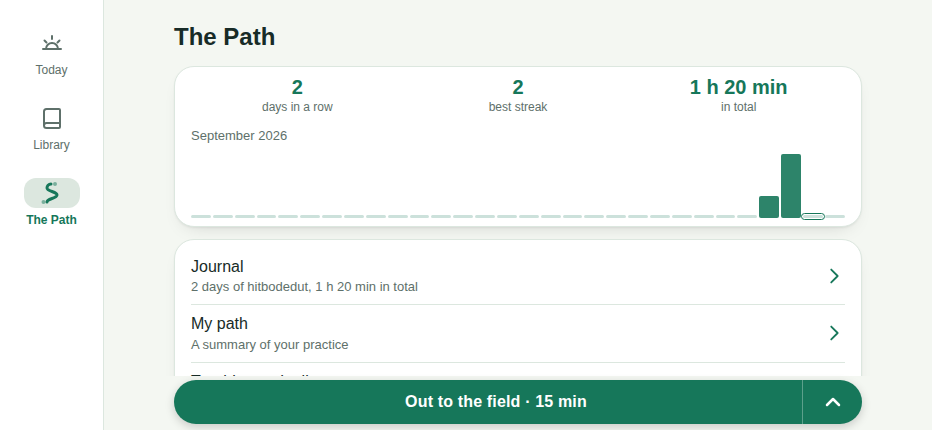 The Path
Today
Library
The Path
2
days in a row
2
best streak
1 h 20 min
in total
September 2026
Journal
2 days of hitbodedut, 1 h 20 min in total
My path
A summary of your practice
Out to the field · 15 min